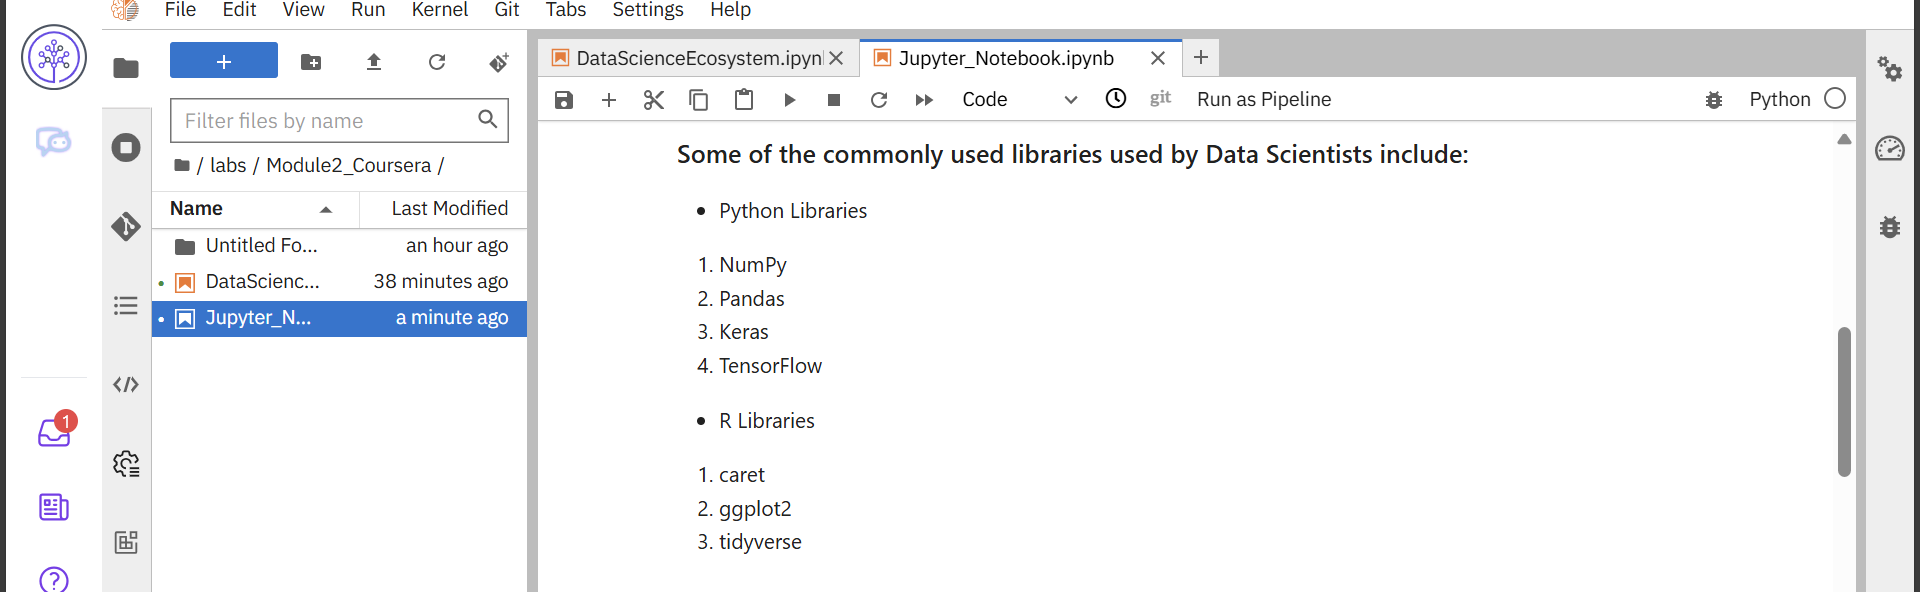 File Edit View Run Kernel Git Tabs Settings Help
Filter files by name
/ labs / Module2_Coursera /
Name Last Modified
Untitled Fo... an hour ago
DataScienc... 38 minutes ago
Jupyter_N... a minute ago
1
DataScienceEcosystem.ipyn
Jupyter_Notebook.ipynb
Code git Run as Pipeline Python
Some of the commonly used libraries used by Data Scientists include:
• Python Libraries
1. NumPy
2. Pandas
3. Keras
4. TensorFlow
• R Libraries
1. caret
2. ggplot2
3. tidyverse